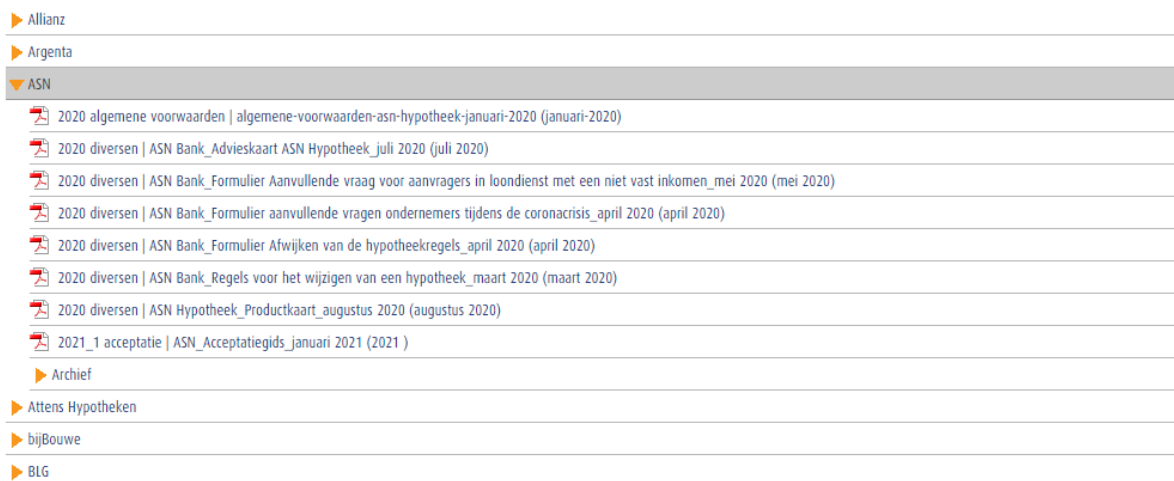 Allianz
Argenta
ASN
2020 algemene voorwaarden | algemene-voorwaarden-asn-hypotheek-januari-2020 (januari-2020)
2020 diversen | ASN Bank_Advieskaart ASN Hypotheek_juli 2020 (juli 2020)
2020 diversen | ASN Bank_Formulier Aanvullende vraag voor aanvragers in loondienst met een niet vast inkomen_mei 2020 (mei 2020)
2020 diversen | ASN Bank_Formulier aanvullende vragen ondernemers tijdens de coronacrisis_april 2020 (april 2020)
2020 diversen | ASN Bank_Formulier Afwijken van de hypotheekregels_april 2020 (april 2020)
2020 diversen | ASN Bank_Regels voor het wijzigen van een hypotheek_maart 2020 (maart 2020)
2020 diversen | ASN Hypotheek_Productkaart_augustus 2020 (augustus 2020)
2021_1 acceptatie | ASN_Acceptatiegids_januari 2021 (2021 )
Archief
Attens Hypotheken
bijBouwe
BLG